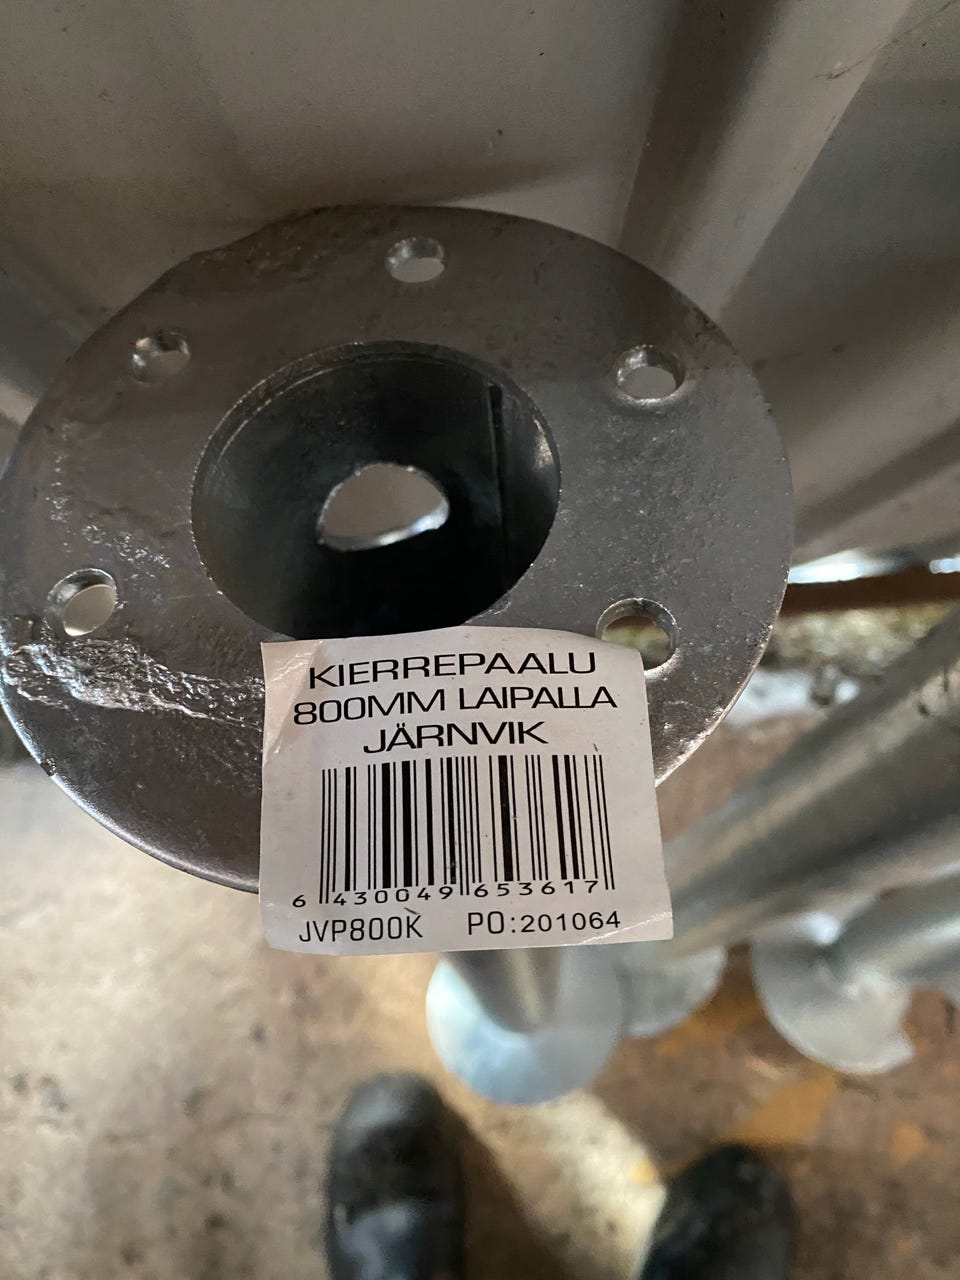 KIERREPAALU
800MM LAIPALLA
JÄRNVIK
6 430049 653617
JVP800K PO:201064